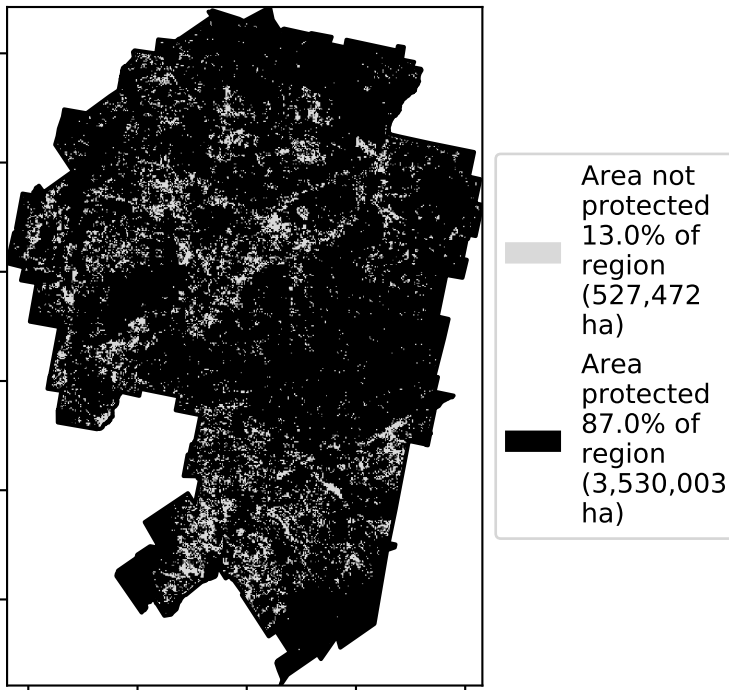 Area not
protected
13.0% of
region
(527,472
ha)
Area
protected
87.0% of
region
(3,530,003
ha)